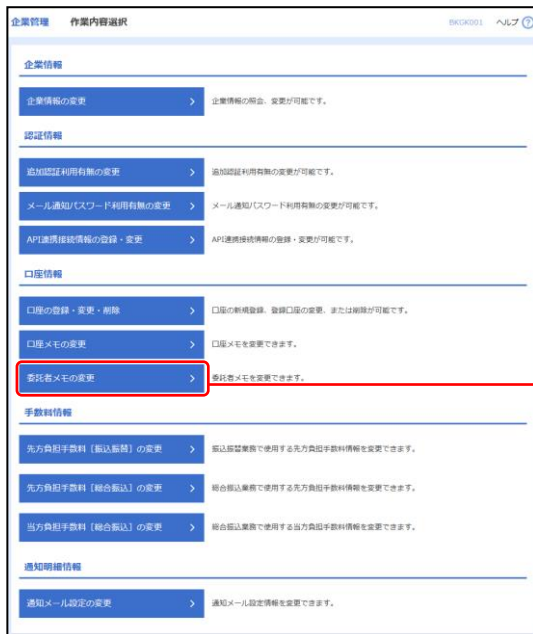 企業管理 作業内容選択 BKGK001 ヘルプ ?
企業情報
企業情報の変更 > 企業情報の照会、変更が可能です。
認証情報
追加認証利用有無の変更 > 追加認証利用有無の変更が可能です。
メール通知パスワード利用有無の変更 > メール通知パスワード利用有無の変更が可能です。
API連携接続情報の登録・変更 > API連携接続情報の登録・変更が可能です。
口座情報
口座の登録・変更・削除 > 口座の新規登録、登録口座の変更、または削除が可能です。
口座メモの変更 > 口座メモを変更できます。
委託者メモの変更 > 委託者メモを変更できます。
手数料情報
先方負担手数料［振込振替］の変更 > 振込振替業務で使用する先方負担手数料情報を変更できます。
先方負担手数料［総合振込］の変更 > 総合振込業務で使用する先方負担手数料情報を変更できます。
当方負担手数料［総合振込］の変更 > 総合振込業務で使用する当方負担手数料情報を変更できます。
通知明細情報
通知メール設定の変更 > 通知メール設定情報を変更できます。